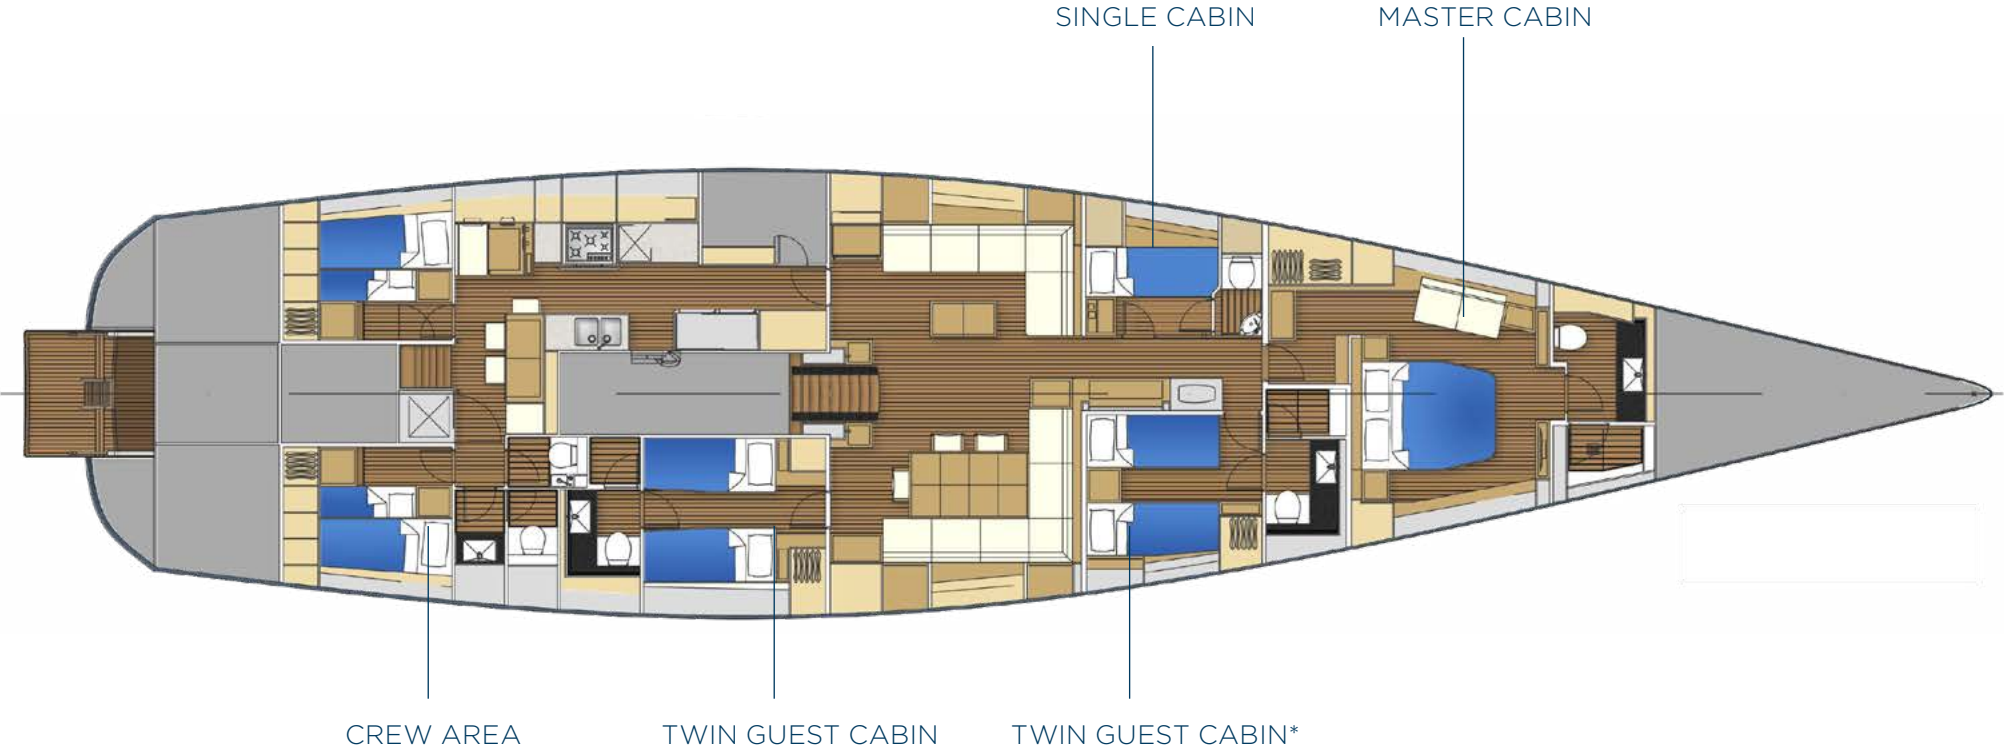 SINGLE CABIN
MASTER CABIN
CREW AREA
TWIN GUEST CABIN
TWIN GUEST CABIN*